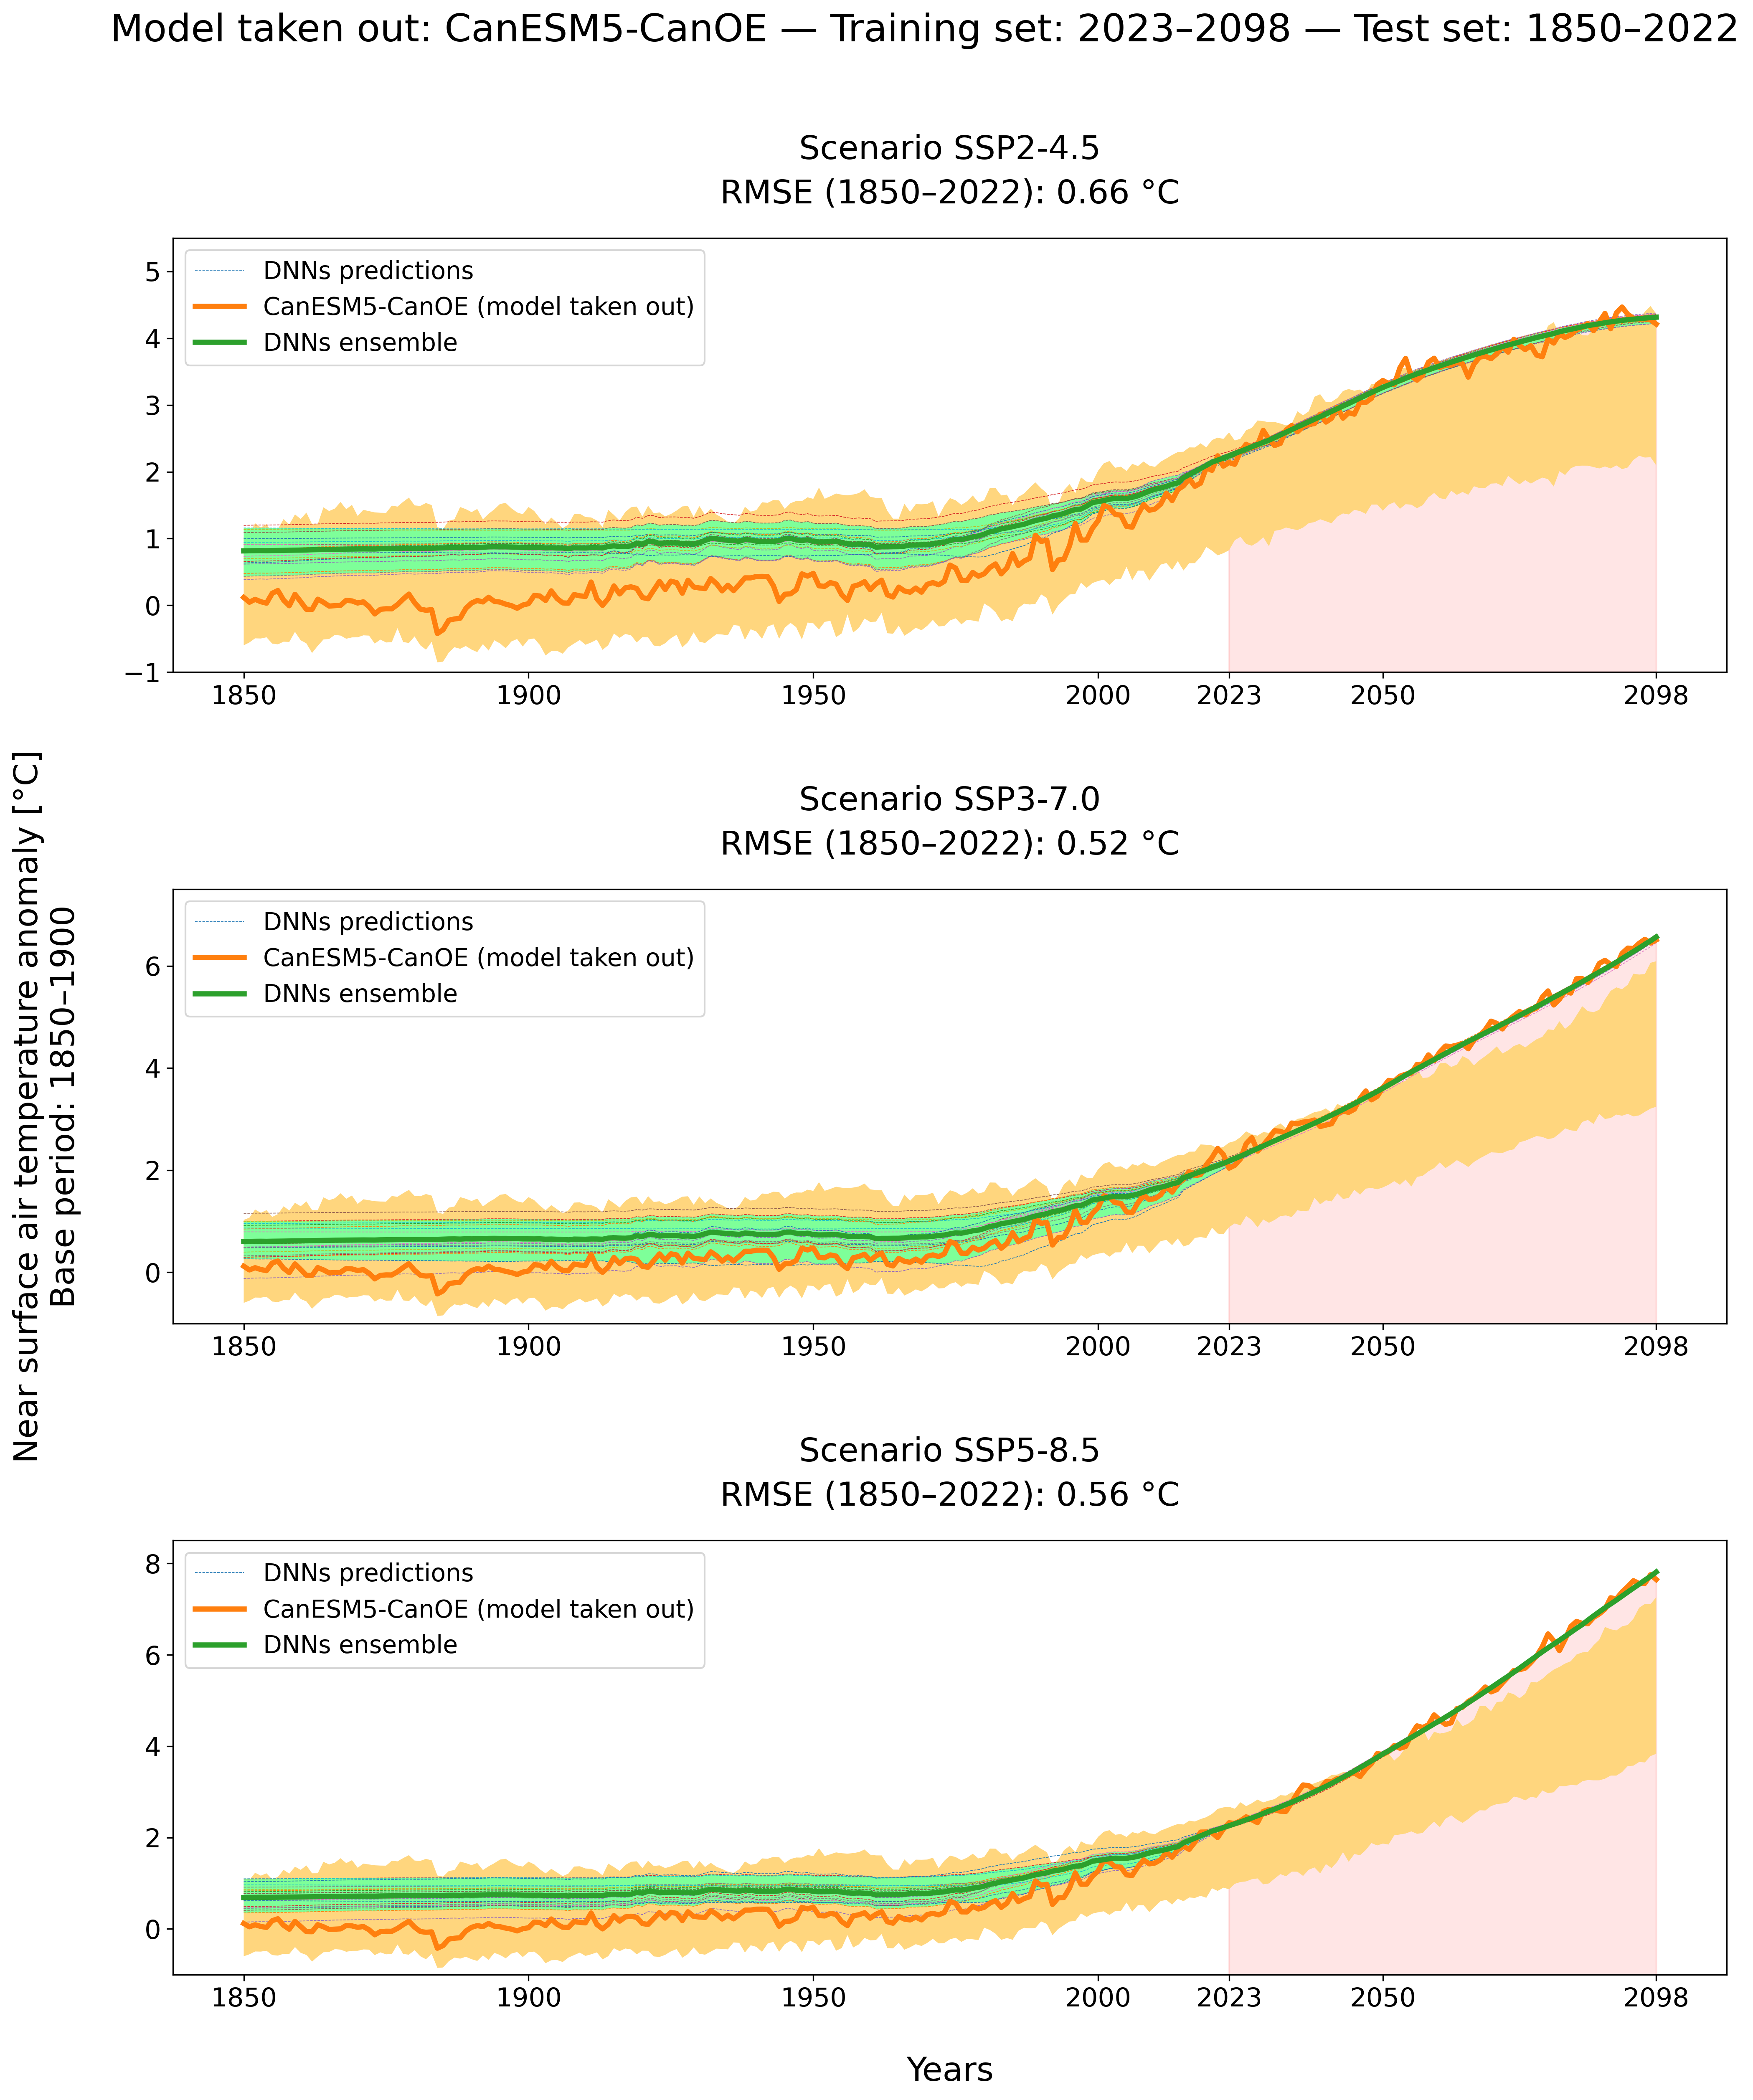 Model taken out: CanESM5-CanOE — Training set: 2023–2098 — Test set: 1850–2022
Scenario SSP2-4.5
RMSE (1850–2022): 0.66 °C
DNNs predictions
CanESM5-CanOE (model taken out)
DNNs ensemble
5
4
3
2
1
0
−1
1850 1900 1950 2000 2023 2050 2098
Near surface air temperature anomaly [°C]
Base period: 1850–1900
Scenario SSP3-7.0
RMSE (1850–2022): 0.52 °C
DNNs predictions
CanESM5-CanOE (model taken out)
DNNs ensemble
6
4
2
0
1850 1900 1950 2000 2023 2050 2098
Scenario SSP5-8.5
RMSE (1850–2022): 0.56 °C
DNNs predictions
CanESM5-CanOE (model taken out)
DNNs ensemble
8
6
4
2
0
1850 1900 1950 2000 2023 2050 2098
Years